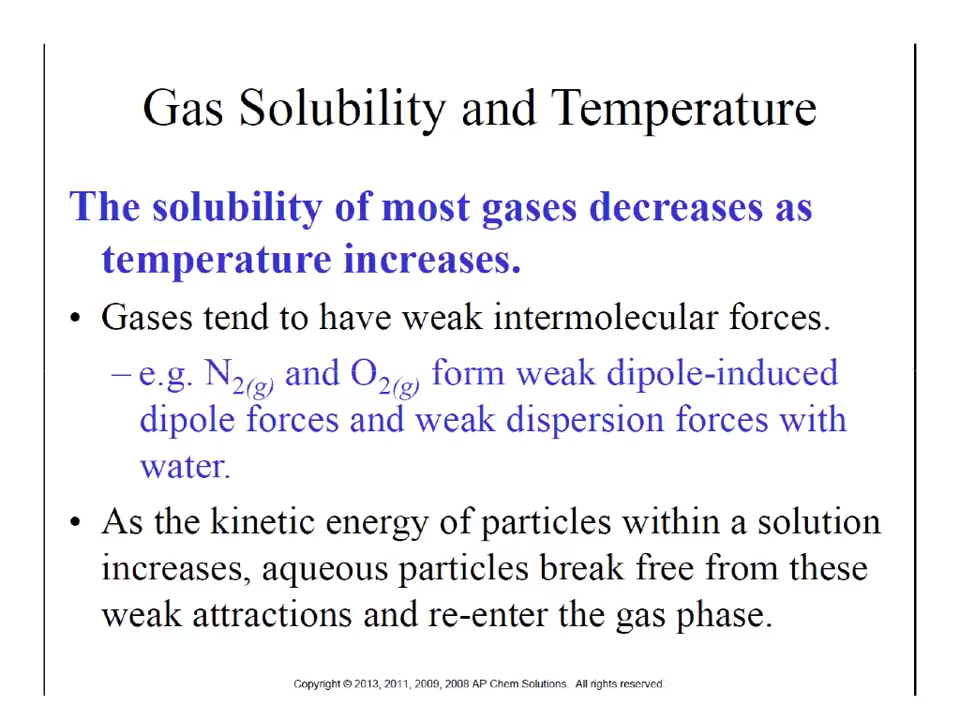 Gas Solubility and Temperature
The solubility of most gases decreases as
temperature increases.
• Gases tend to have weak intermolecular forces.
– e.g. N2(g) and O2(g) form weak dipole-induced
dipole forces and weak dispersion forces with
water.
• As the kinetic energy of particles within a solution
increases, aqueous particles break free from these
weak attractions and re-enter the gas phase.
Copyright © 2013, 2011, 2009, 2008 AP Chem Solutions. All rights reserved.